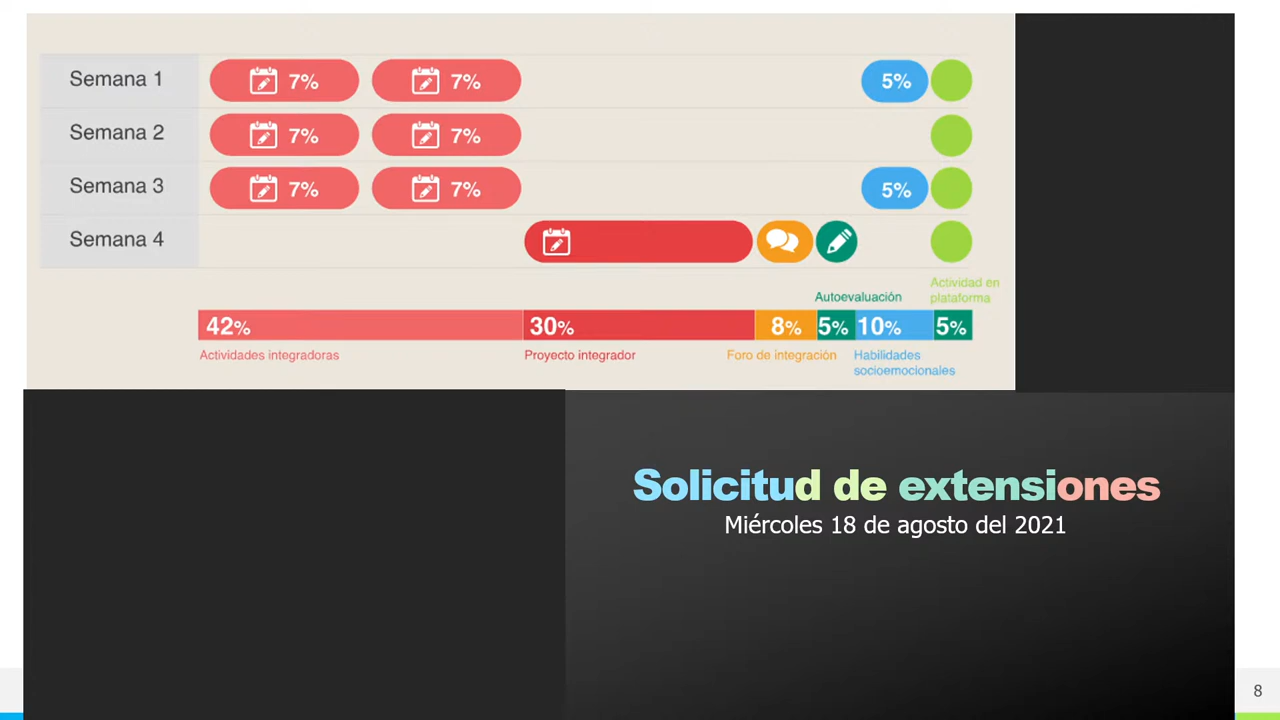 Semana 1
7%
7%
5%
Semana 2
7%
7%
Semana 3
7%
7%
5%
Semana 4
Autoevaluación
Actividad en
plataforma
42%
30%
8%
5%
10%
5%
Actividades integradoras
Proyecto integrador
Foro de integración
Habilidades
socioemocionales
Solicitud de extensiones
Miércoles 18 de agosto del 2021
8